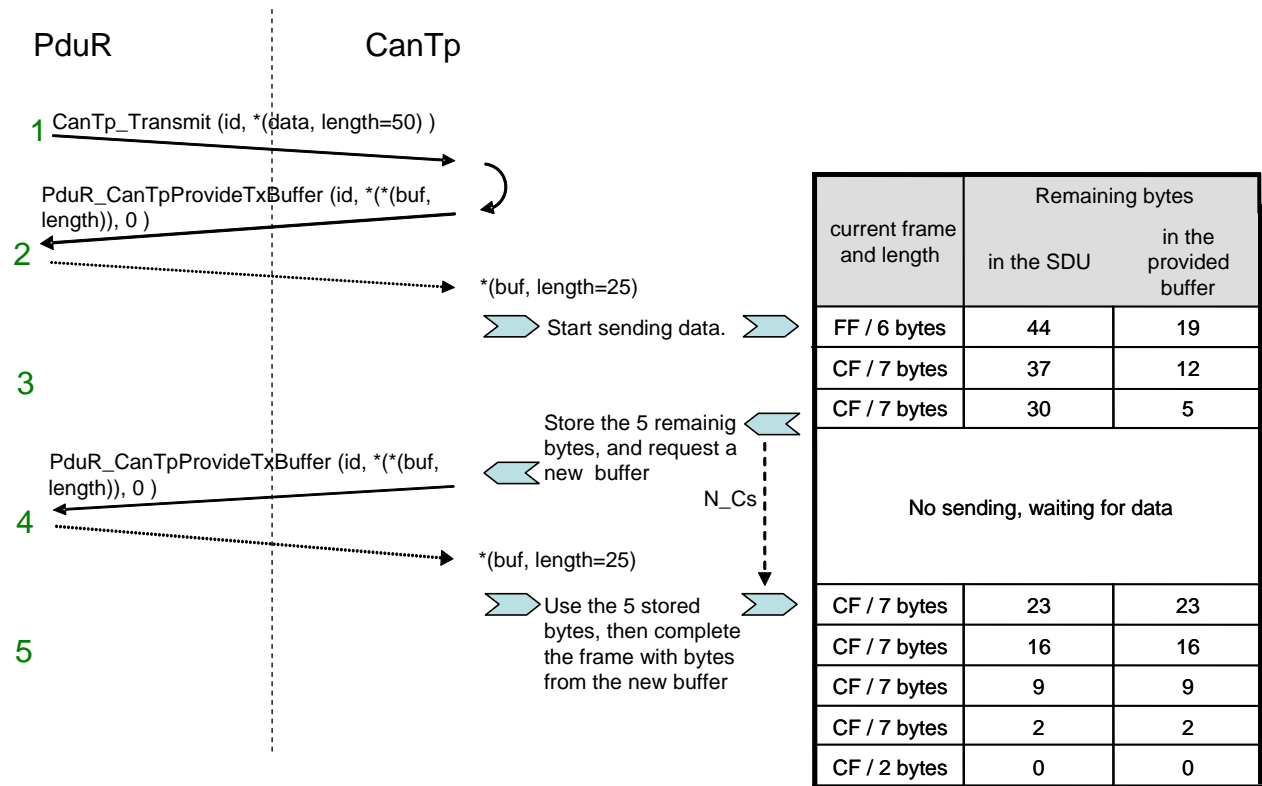 PduR
CanTp
1
CanTp_Transmit (id, *(data, length=50) )
PduR_CanTpProvideTxBuffer (id, *(*(buf,
length)), 0 )
2
*(buf, length=25)
Start sending data.
3
Store the 5 remainig
bytes, and request a
new buffer
PduR_CanTpProvideTxBuffer (id, *(*(buf,
length)), 0 )
N_Cs
4
*(buf, length=25)
Use the 5 stored
bytes, then complete
the frame with bytes
from the new buffer
5
current frame
and length
Remaining bytes
in the SDU
in the
provided
buffer
FF / 6 bytes 44 19
CF / 7 bytes 37 12
CF / 7 bytes 30 5
No sending, waiting for data
CF / 7 bytes 23 23
CF / 7 bytes 16 16
CF / 7 bytes 9 9
CF / 7 bytes 2 2
CF / 2 bytes 0 0